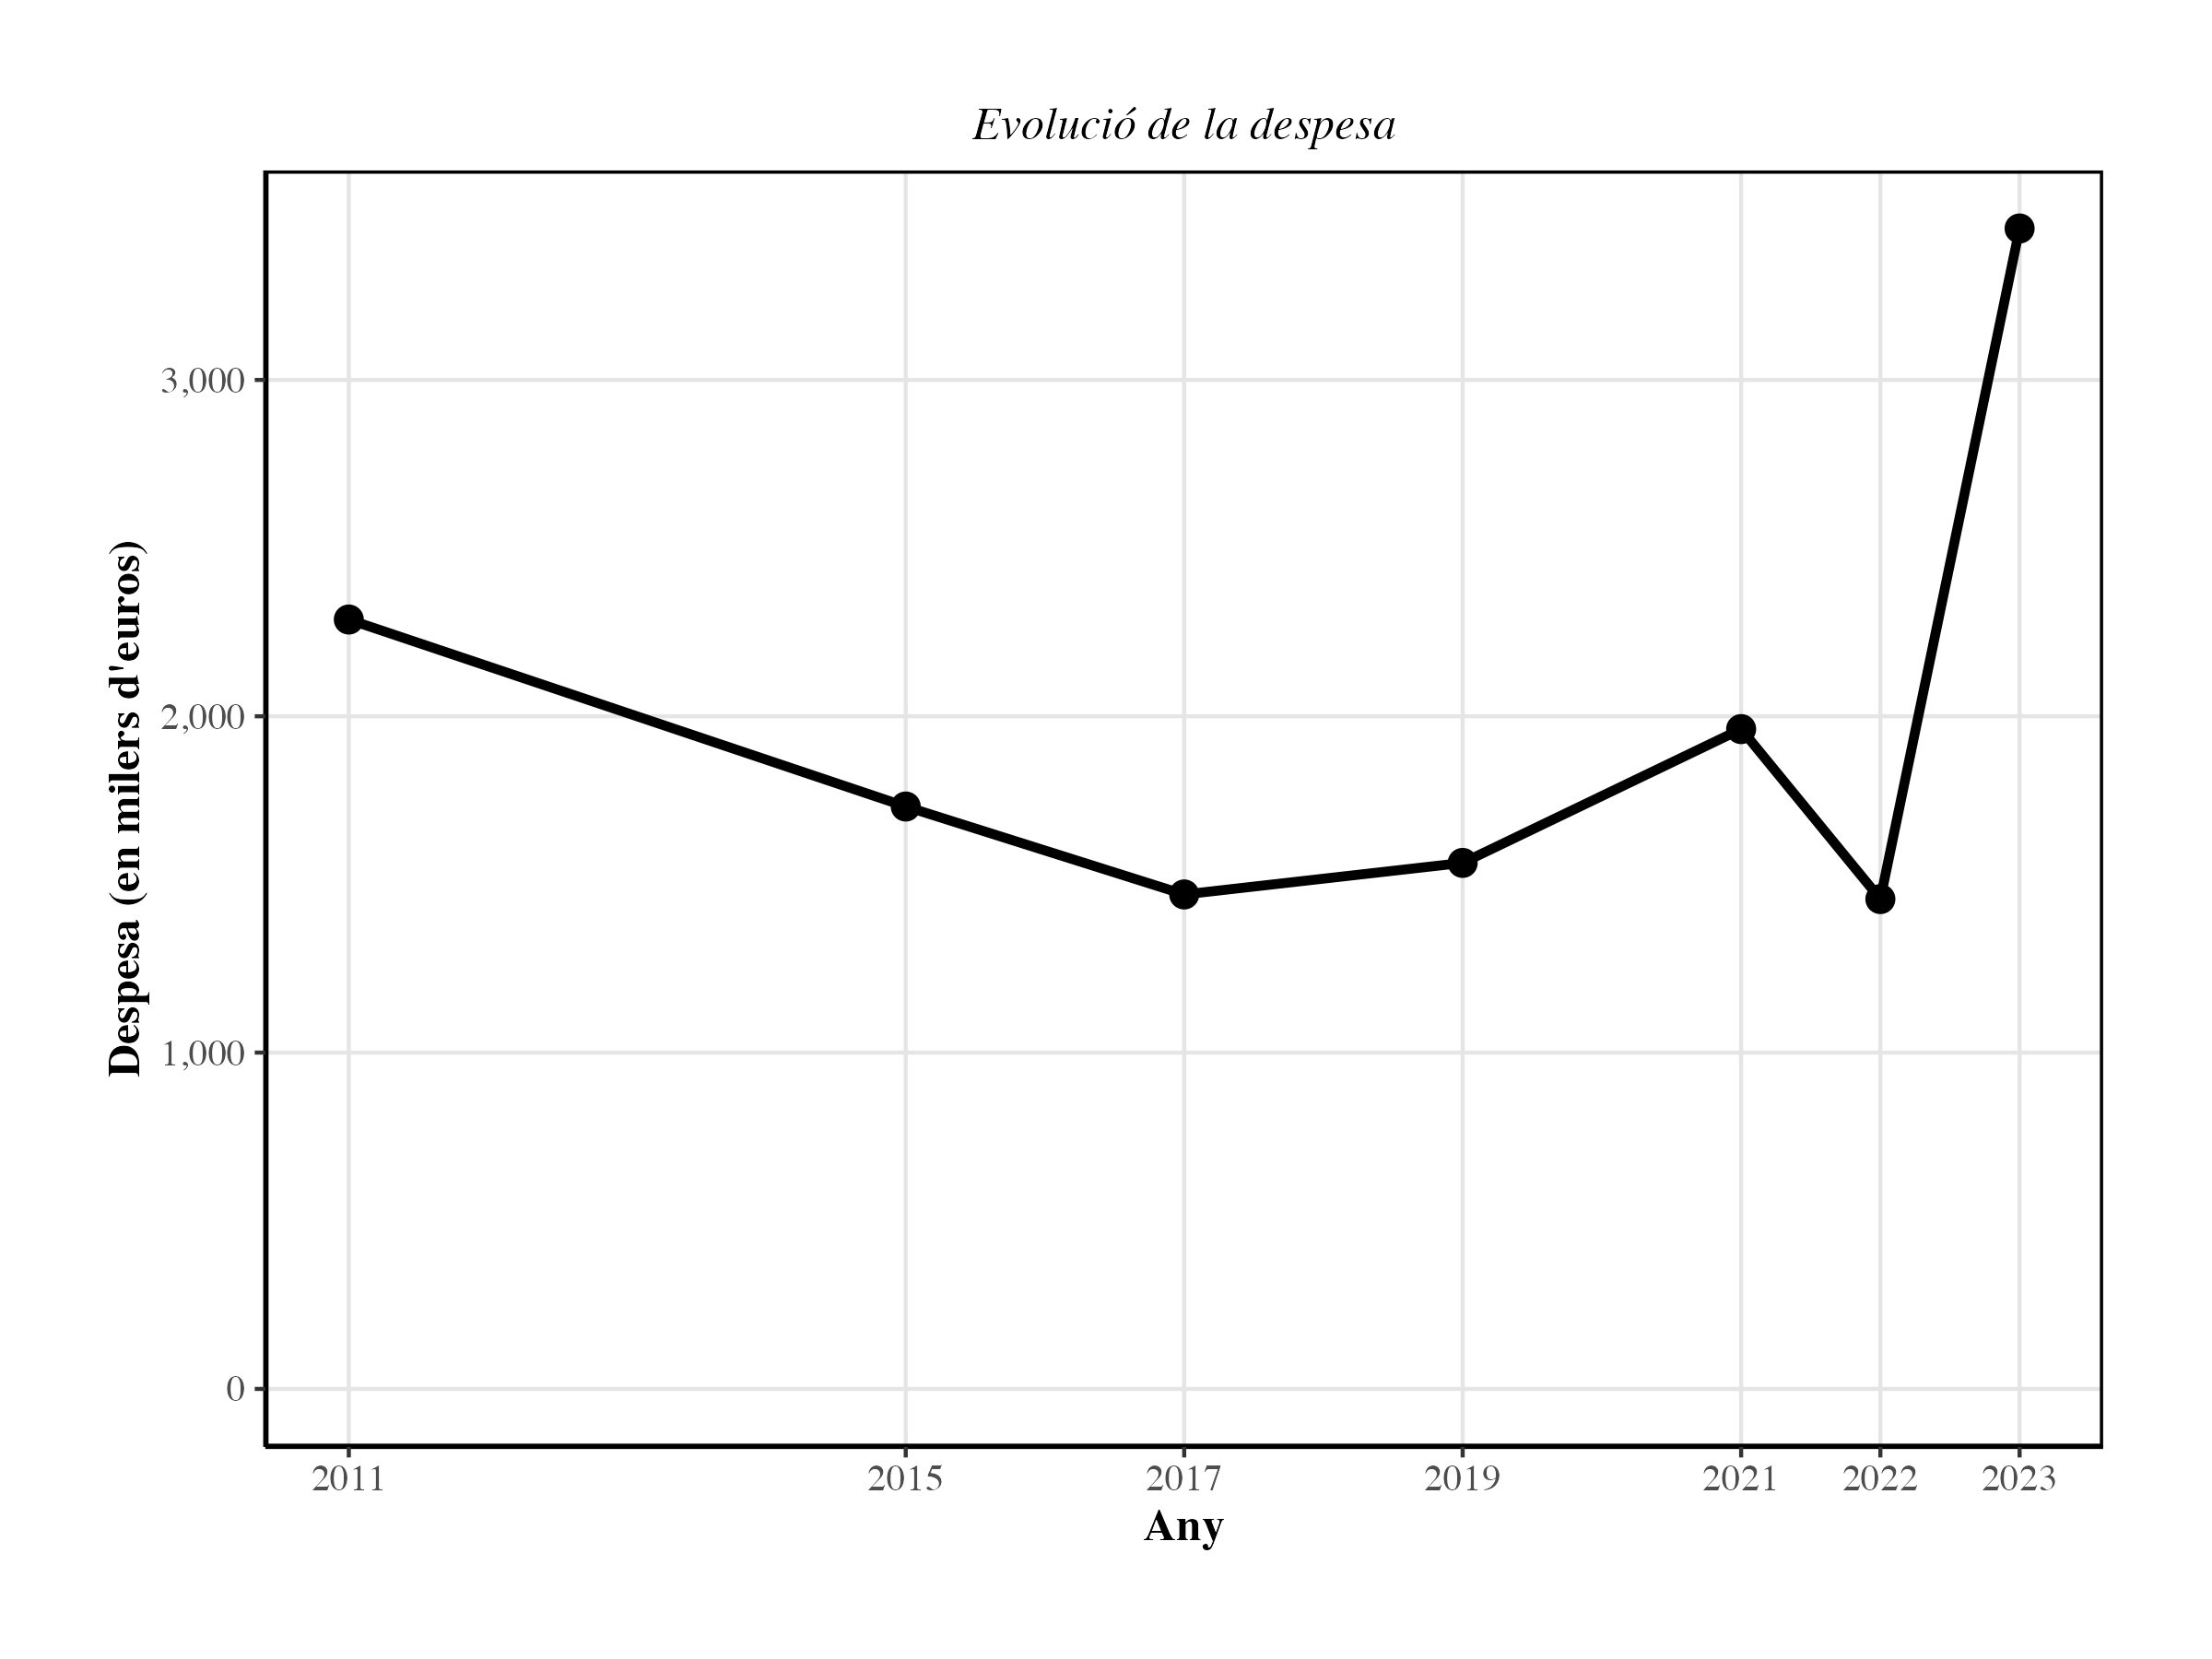 Evolució de la despesa
Despesa (en milers d'euros)
3,000
2,000
1,000
0
2011 2015 2017 2019 2021 2022 2023
Any